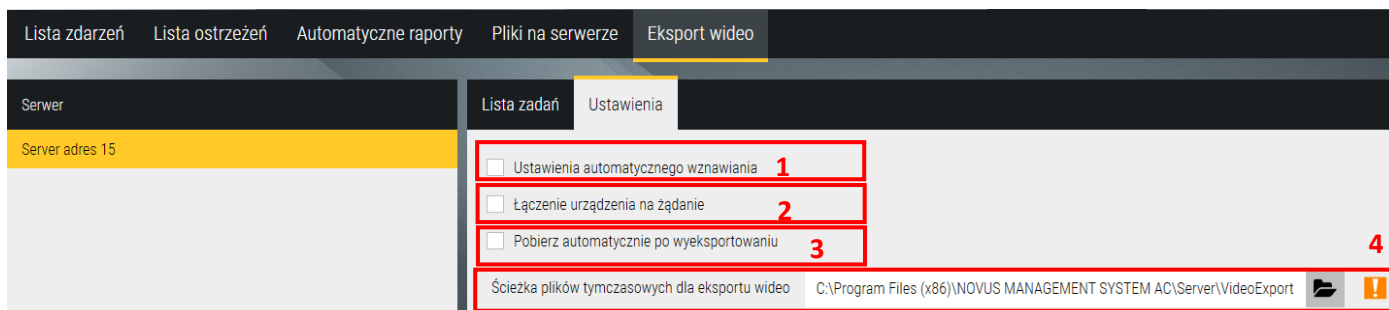 Lista zdarzeń Lista ostrzeżeń Automatyczne raporty Pliki na serwerze Eksport wideo
Serwer
Server adres 15
Lista zadań Ustawienia
Ustawienia automatycznego wznawiania 1
Łączenie urządzenia na żądanie 2
Pobierz automatycznie po wyeksportowaniu 3
4
Ścieżka plików tymczasowych dla eksportu wideo C:\Program Files (x86)\NOVUS MANAGEMENT SYSTEM AC\Server\VideoExport !